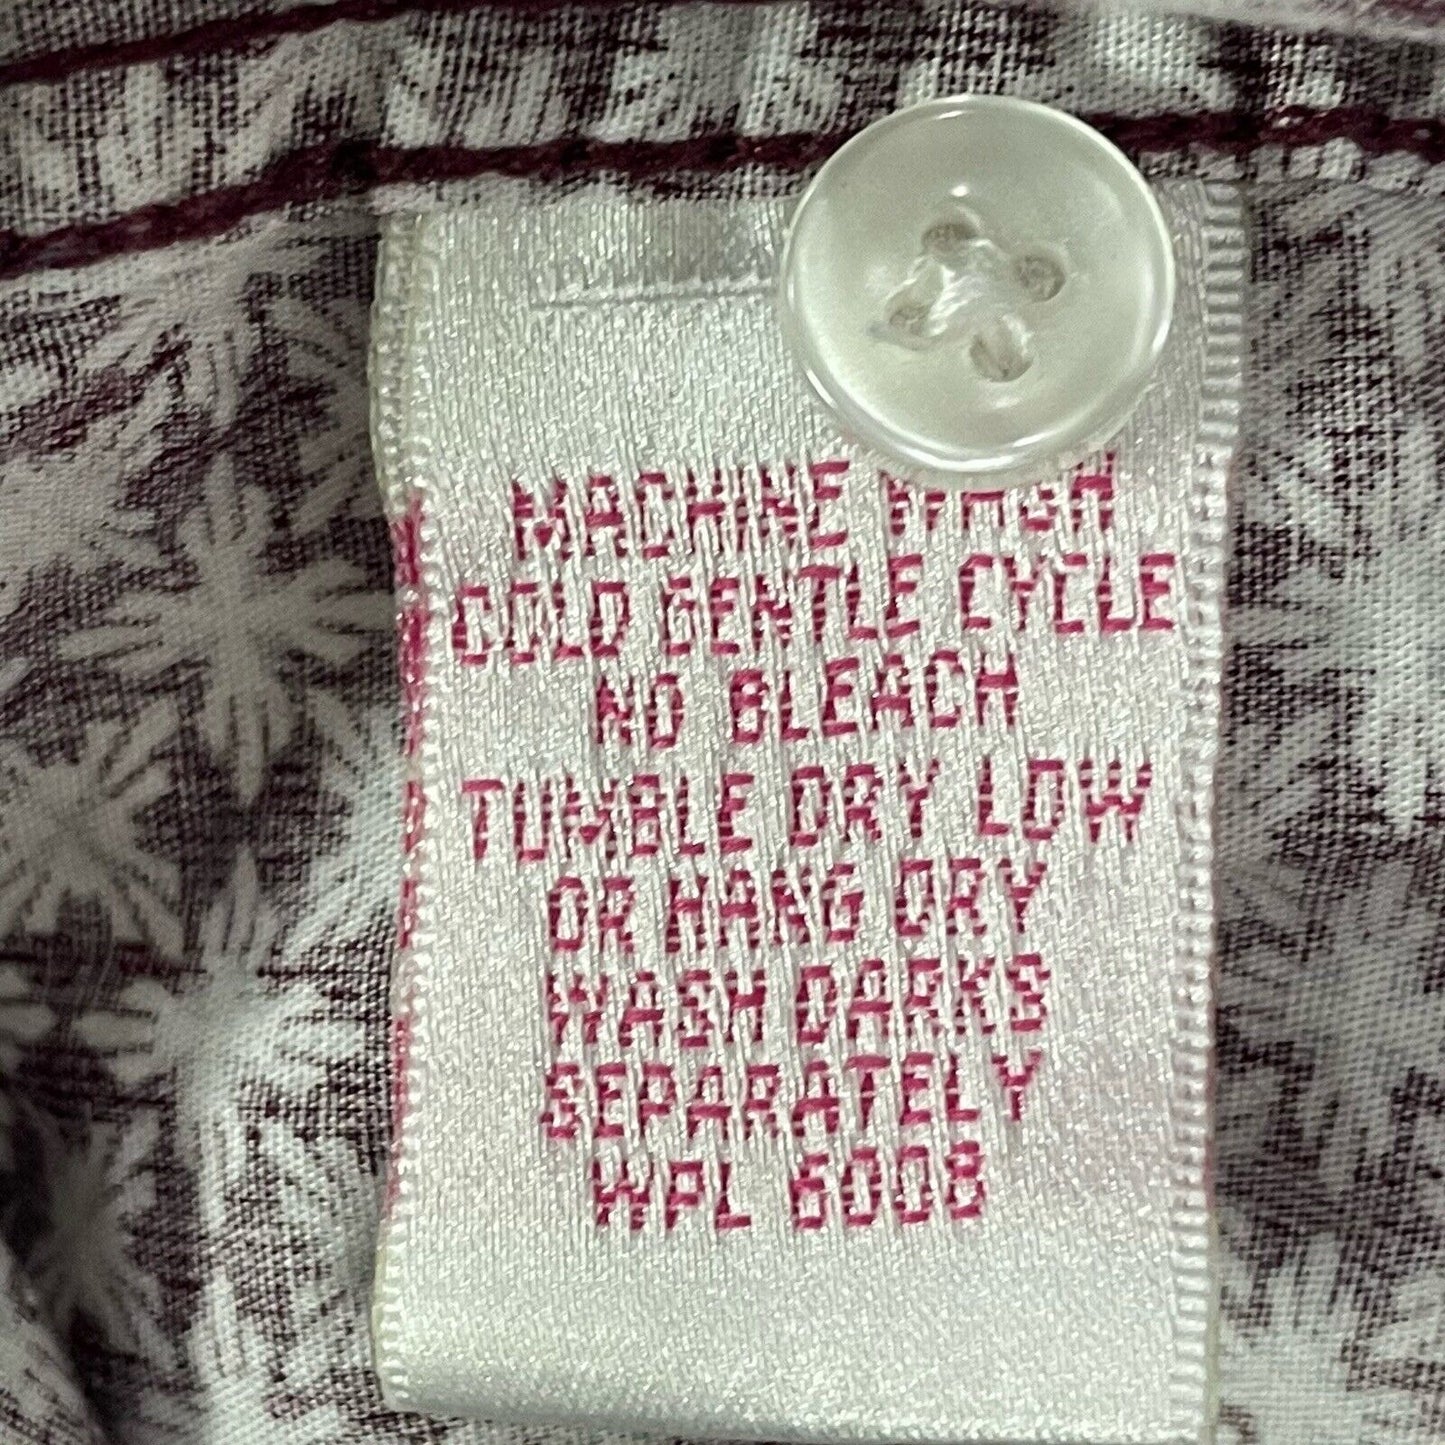 MACHINE WASH
COLD GENTLE CYCLE
NO BLEACH
TUMBLE DRY LOW
OR HANG DRY
WASH DARKS
SEPARATELY
WPL 6008